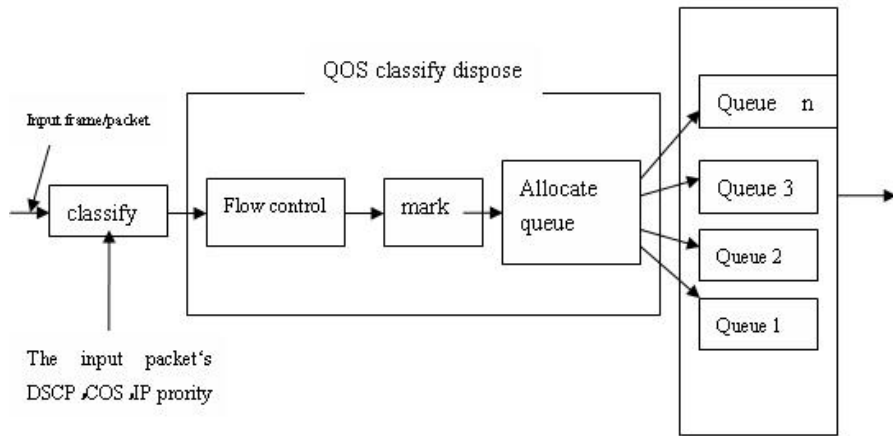 QOS classify dispose
Input frame/packet
classify
Flow control
mark
Allocate
queue
Queue n
Queue 3
Queue 2
Queue 1
The input packet's
DSCP ,COS ,IP prority